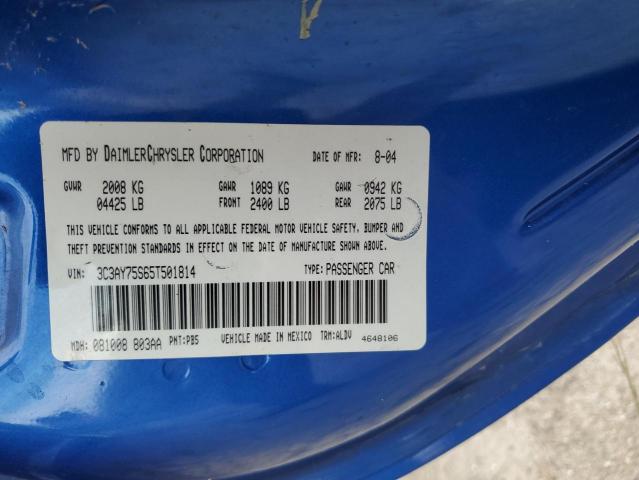 MFD BY DAIMLERCHRYSLER CORPORATION DATE OF MFR: 8-04
GVWR 2008 KG GAWR 1089 KG GAWR 0942 KG
04425 LB FRONT 2400 LB REAR 2075 LB
THIS VEHICLE CONFORMS TO ALL APPLICABLE FEDERAL MOTOR VEHICLE SAFETY, BUMPER AND
THEFT PREVENTION STANDARDS IN EFFECT ON THE DATE OF MANUFACTURE SHOWN ABOVE.
VIN: 3C3AY75S65T501814 TYPE: PASSENGER CAR
MDH: 081008 803AA PNT: PB5 VEHICLE MADE IN MEXICO TRM: ALDV 4648106